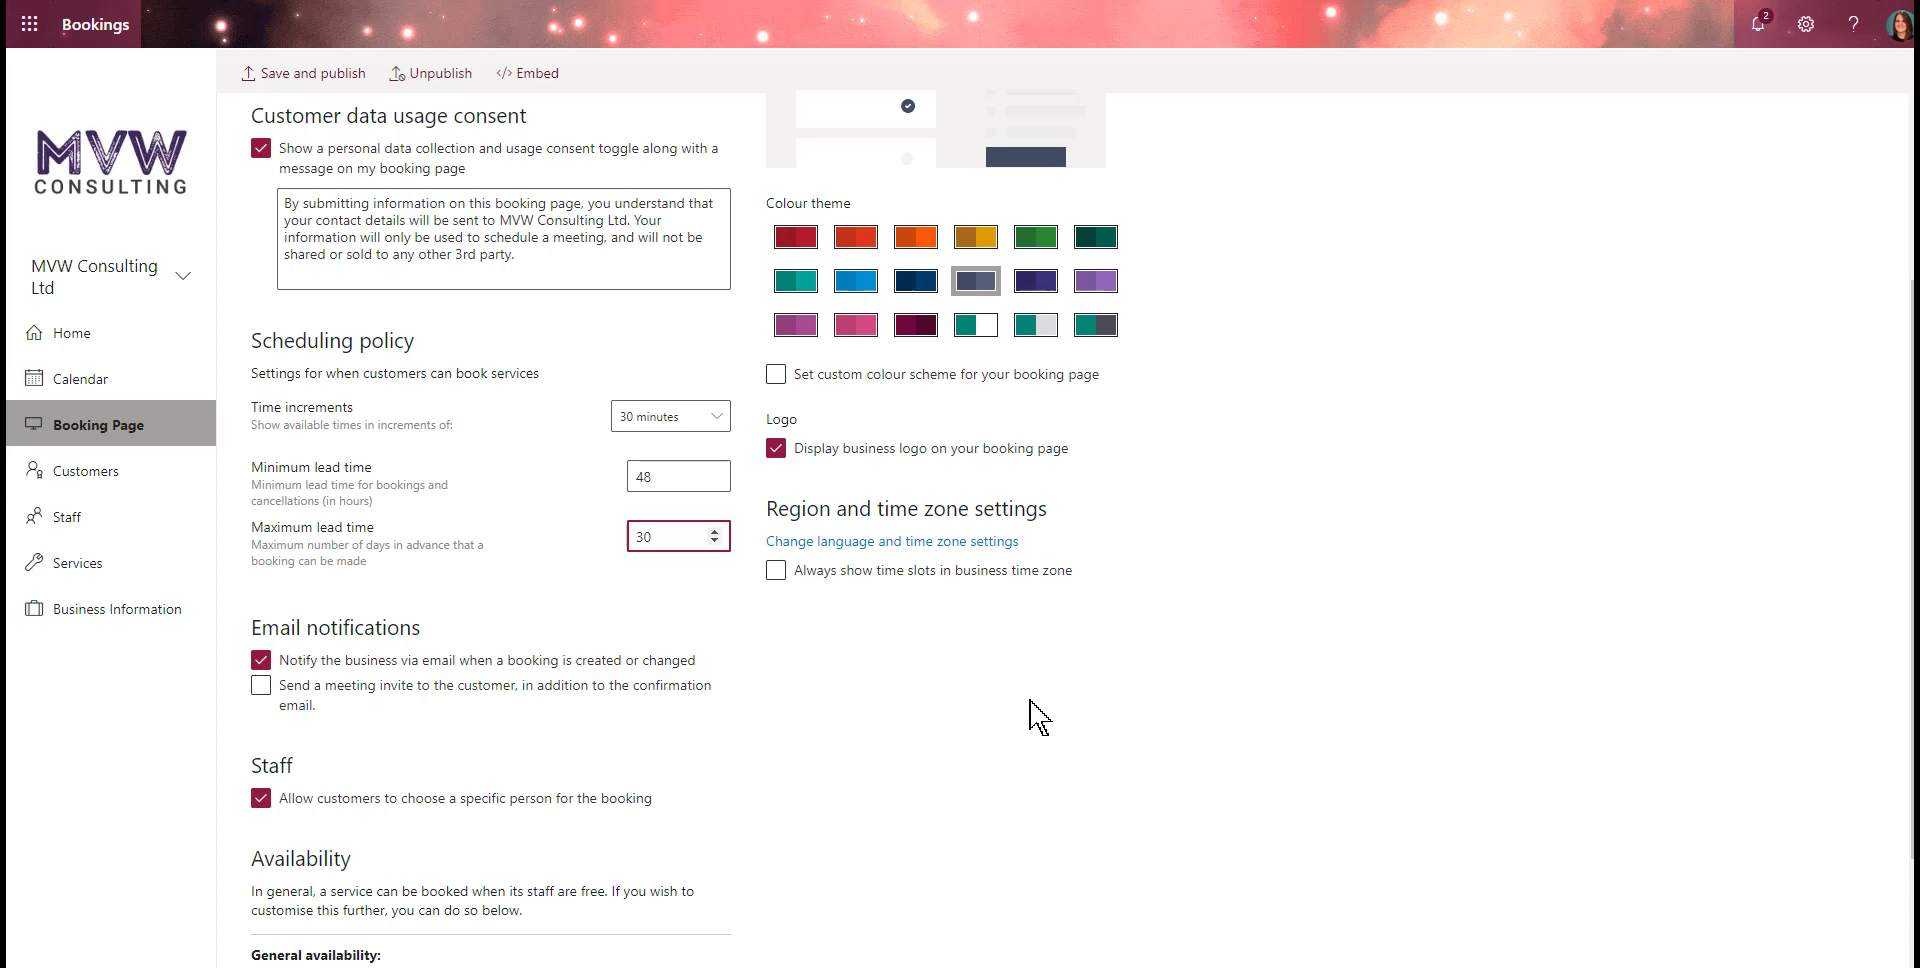 Bookings
2
?
Save and publish
Unpublish
</> Embed
MVW
CONSULTING
MVW Consulting
Ltd
Home
Calendar
Booking Page
Customers
Staff
Services
Business Information
Customer data usage consent
Show a personal data collection and usage consent toggle along with a
message on my booking page
By submitting information on this booking page, you understand that
your contact details will be sent to MVW Consulting Ltd. Your
information will only be used to schedule a meeting, and will not be
shared or sold to any other 3rd party.
Scheduling policy
Settings for when customers can book services
Time increments
Show available times in increments of:
30 minutes
Minimum lead time
Minimum lead time for bookings and
cancellations (in hours)
48
Maximum lead time
Maximum number of days in advance that a
booking can be made
30
Email notifications
Notify the business via email when a booking is created or changed
Send a meeting invite to the customer, in addition to the confirmation
email.
Staff
Allow customers to choose a specific person for the booking
Availability
In general, a service can be booked when its staff are free. If you wish to
customise this further, you can do so below.
General availability:
Colour theme
Set custom colour scheme for your booking page
Logo
Display business logo on your booking page
Region and time zone settings
Change language and time zone settings
Always show time slots in business time zone